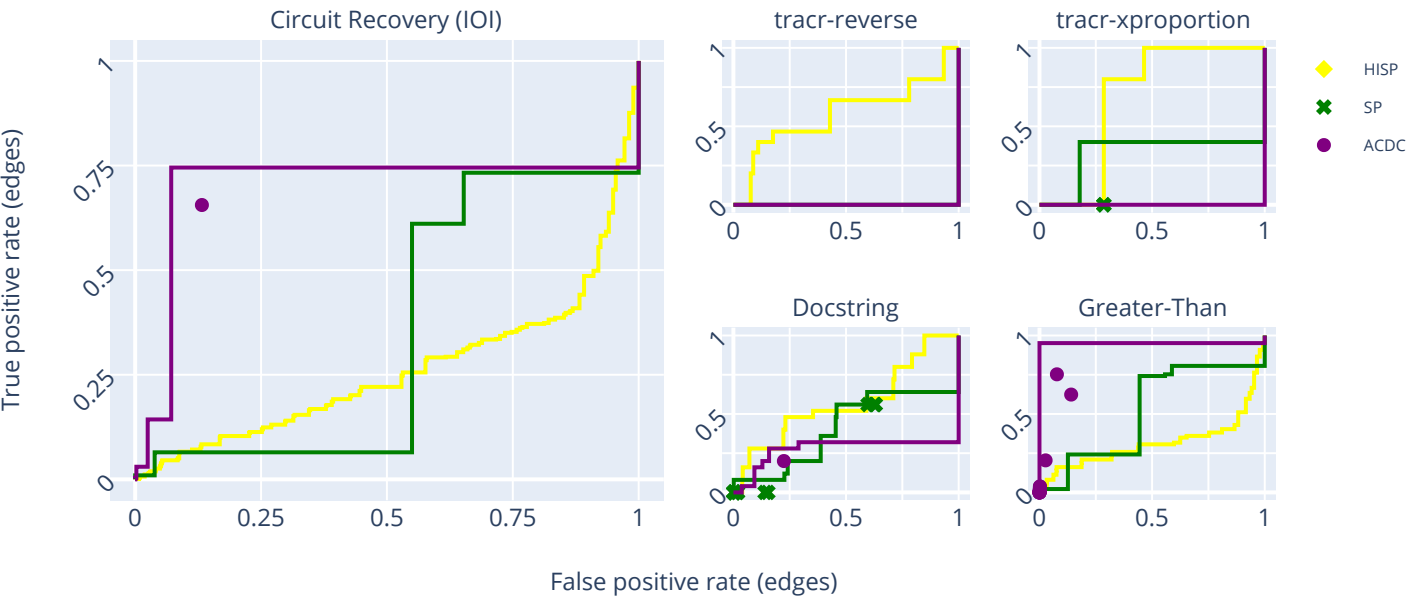 Circuit Recovery (IOI)
tracr-reverse
tracr-xproportion
HISP
SP
ACDC
True positive rate (edges)
1
0.75
0.5
0.25
0
0 0.25 0.5 0.75 1
1
0.5
0
0 0.5 1
1
0.5
0
0 0.5 1
Docstring
Greater-Than
1
0.5
0
0 0.5 1
1
0.5
0
0 0.5 1
False positive rate (edges)